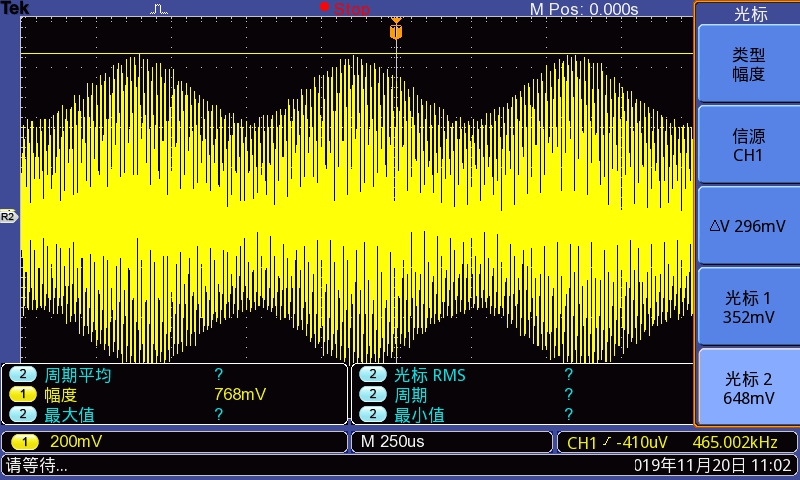 Tek
Stop
M Pos: 0.000s
光标
T
类型
幅度
信源
CH1
R2
△V 296mV
光标 1
352mV
光标 2
648mV
2 周期平均 ?
1 幅度 768mV
2 最大值 ?
2 光标 RMS ?
2 周期 ?
2 最小值 ?
1 200mV
M 250us
CH1 -410uV 465.002kHz
请等待...
019年11月20日 11:02